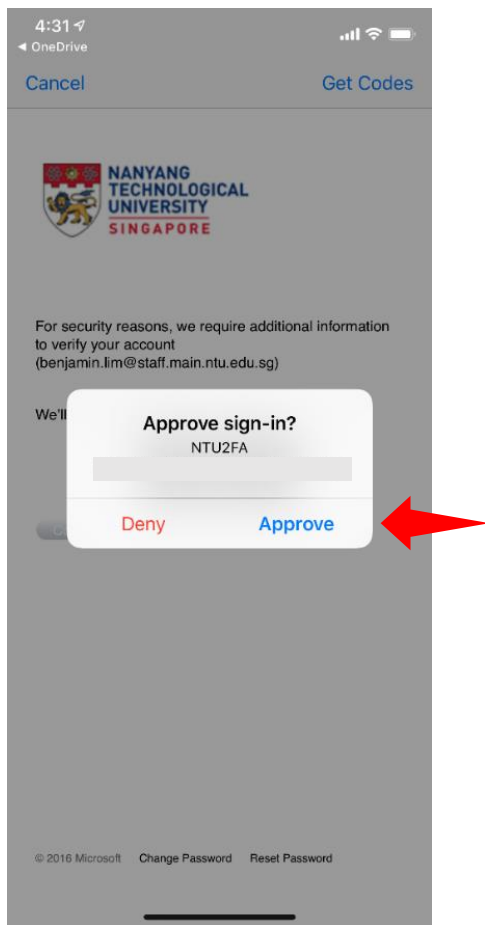 4:31
◀ OneDrive
Cancel
Get Codes
NANYANG
TECHNOLOGICAL
UNIVERSITY
SINGAPORE
For security reasons, we require additional information
to verify your account
(benjamin.lim@staff.main.ntu.edu.sg)
We'll
Approve sign-in?
NTU2FA
Deny
Approve
© 2016 Microsoft Change Password Reset Password